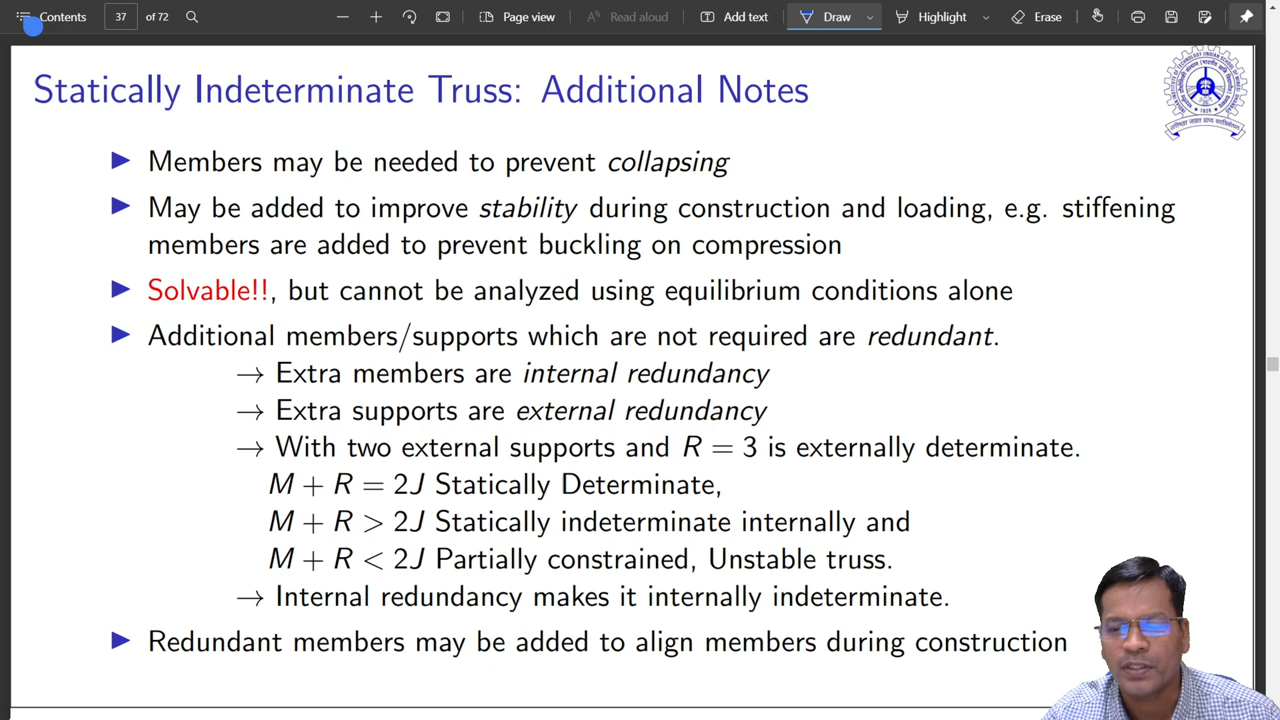 Contents
37
of 72
Page view
Read aloud
Add text
Draw
Highlight
Erase
Statically Indeterminate Truss: Additional Notes
Members may be needed to prevent collapsing
May be added to improve stability during construction and loading, e.g. stiffening
members are added to prevent buckling on compression
Solvable!!, but cannot be analyzed using equilibrium conditions alone
Additional members/supports which are not required are redundant.
→ Extra members are internal redundancy
→ Extra supports are external redundancy
→ With two external supports and R = 3 is externally determinate.
M + R = 2J Statically Determinate,
M + R > 2J Statically indeterminate internally and
M + R < 2J Partially constrained, Unstable truss.
→ Internal redundancy makes it internally indeterminate.
Redundant members may be added to align members during construction